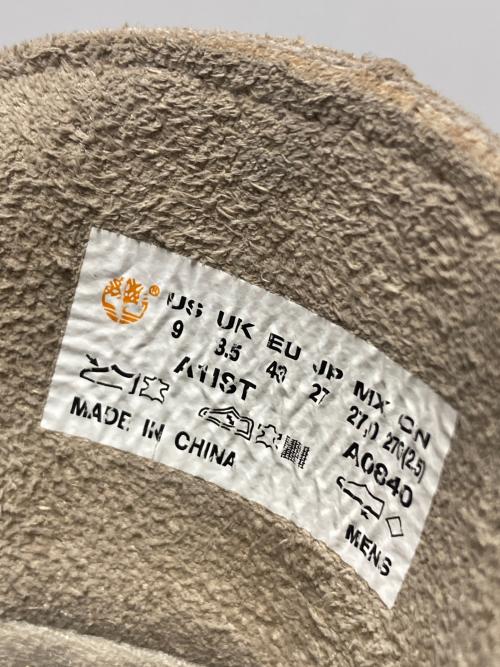 ® US UK EU JP MX CN
9 8.5 43 27 27,0 270(2.5)
A11ST A0840
MADE IN CHINA MENS